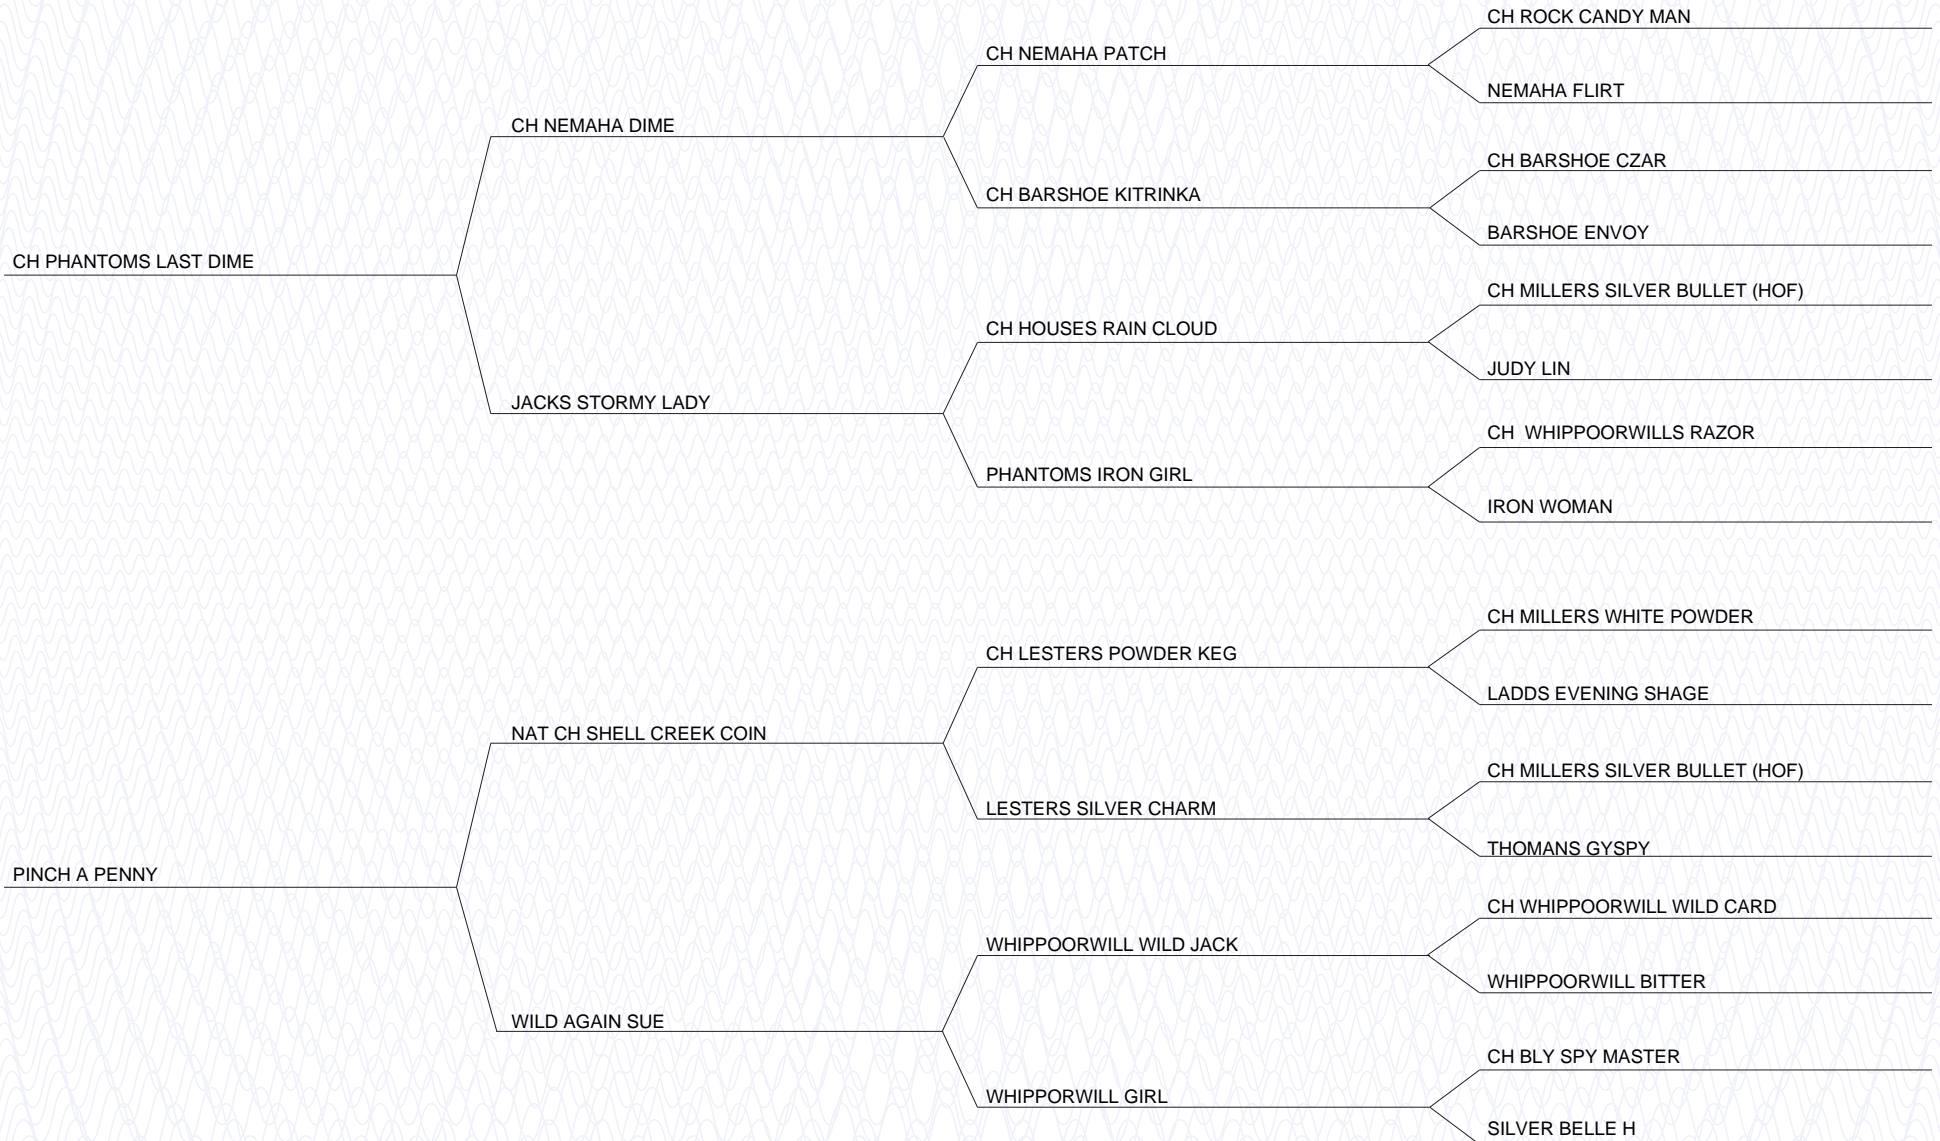 CH ROCK CANDY MAN
CH NEMAHA PATCH
NEMAHA FLIRT
CH NEMAHA DIME
CH BARSHOE CZAR
CH BARSHOE KITRINKA
BARSHOE ENVOY
CH PHANTOMS LAST DIME
CH MILLERS SILVER BULLET (HOF)
CH HOUSES RAIN CLOUD
JUDY LIN
JACKS STORMY LADY
CH  WHIPPOORWILLS RAZOR
PHANTOMS IRON GIRL
IRON WOMAN
CH MILLERS WHITE POWDER
CH LESTERS POWDER KEG
LADDS EVENING SHAGE
NAT CH SHELL CREEK COIN
CH MILLERS SILVER BULLET (HOF)
LESTERS SILVER CHARM
THOMANS GYSPY
PINCH A PENNY
CH WHIPPOORWILL WILD CARD
WHIPPOORWILL WILD JACK
WHIPPOORWILL BITTER
WILD AGAIN SUE
CH BLY SPY MASTER
WHIPPORWILL GIRL
SILVER BELLE H